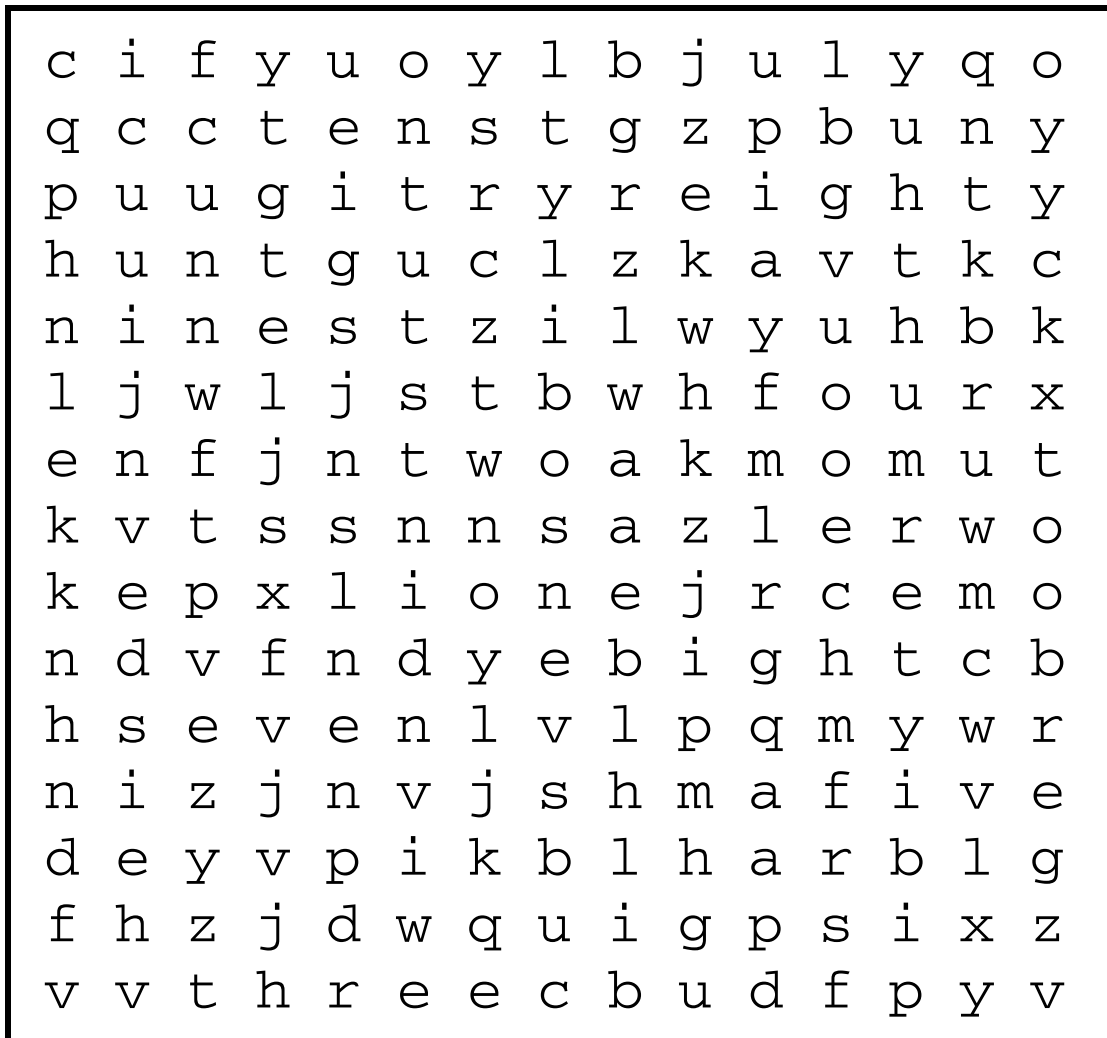 c i f y u o y l b j u l y q o
q c c t e n s t g z p b u n y
p u u g i t r y r e i g h t y
h u n t g u c l z k a v t k c
n i n e s t z i l w y u h b k
l j w l j s t b w h f o u r x
e n f j n t w o a k m o m u t
k v t s s n n s a z l e r w o
k e p x l i o n e j r c e m o
n d v f n d y e b i g h t c b
h s e v e n l v l p q m y w r
n i z j n v j s h m a f i v e
d e y v p i k b l h a r b l g
f h z j d w q u i g p s i x z
v v t h r e e c b u d f p y v